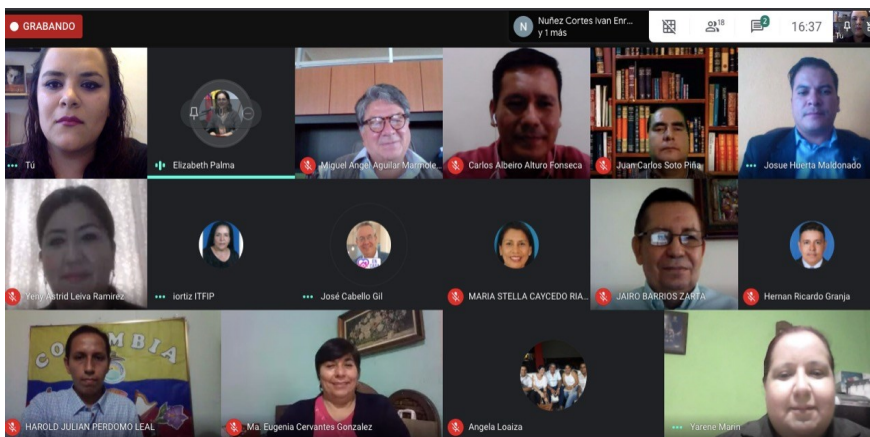 GRABANDO
N
Nuñez Cortes Ivan Enr...
y 1 más
18
2
16:37
Tú
Tú
Elizabeth Palma
Miguel Angel Aguilar Marmole...
Carlos Albeiro Alturo Fonseca
Juan Carlos Soto Piña
Josue Huerta Maldonado
Yeny Astrid Leiva Ramirez
iortiz ITFIP
José Cabello Gil
MARIA STELLA CAYCEDO RIA...
JAIRO BARRIOS ZARTA
Hernan Ricardo Granja
COLOMBIA
HAROLD JULIAN PERDOMO LEAL
Ma. Eugenia Cervantes Gonzalez
Angela Loaiza
Yarene Marin